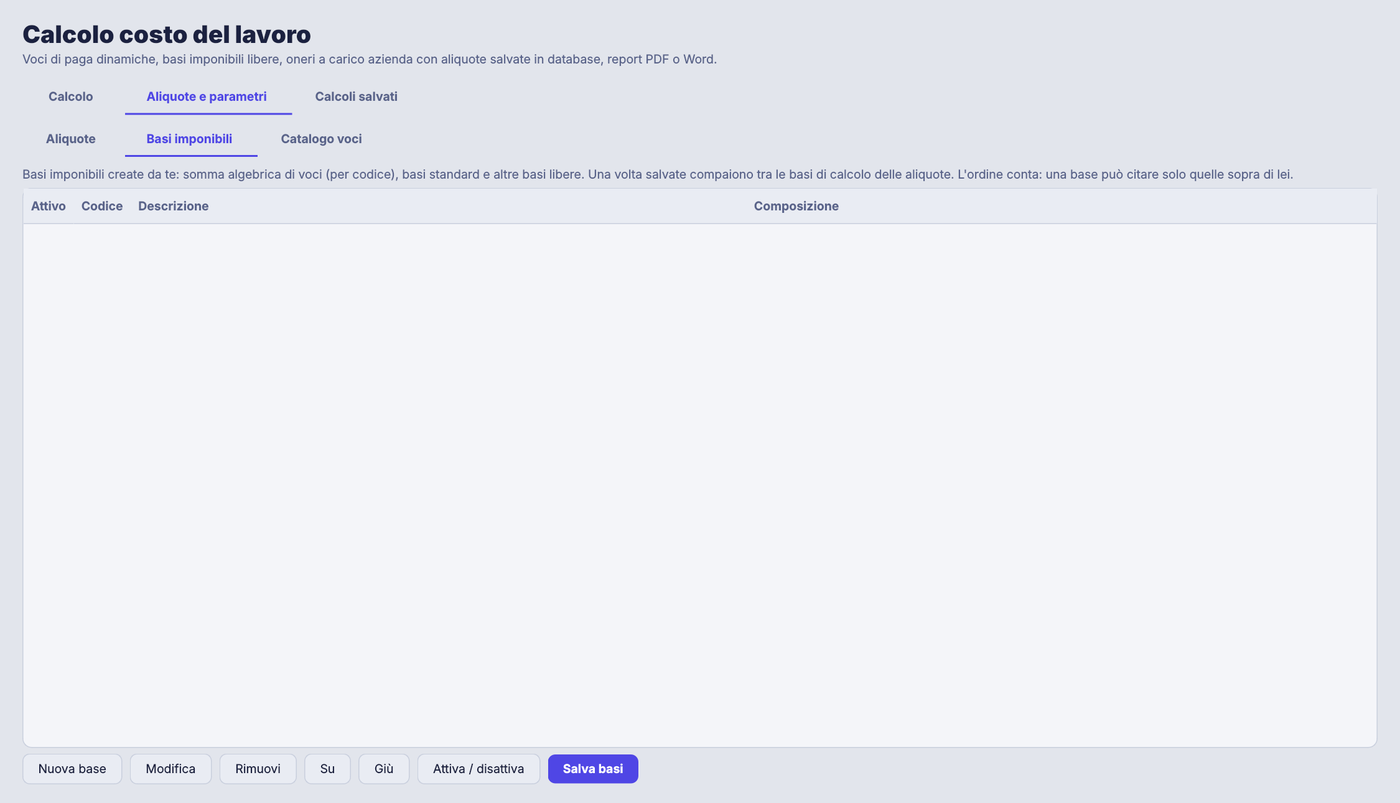 Calcolo costo del lavoro
Voci di paga dinamiche, basi imponibili libere, oneri a carico azienda con aliquote salvate in database, report PDF o Word.
Calcolo Aliquote e parametri Calcoli salvati
Aliquote Basi imponibili Catalogo voci
Basi imponibili create da te: somma algebrica di voci (per codice), basi standard e altre basi libere. Una volta salvate compaiono tra le basi di calcolo delle aliquote. L'ordine conta: una base può citare solo quelle sopra di lei.
Attivo Codice Descrizione Composizione
Nuova base Modifica Rimuovi Su Giù Attiva / disattiva Salva basi